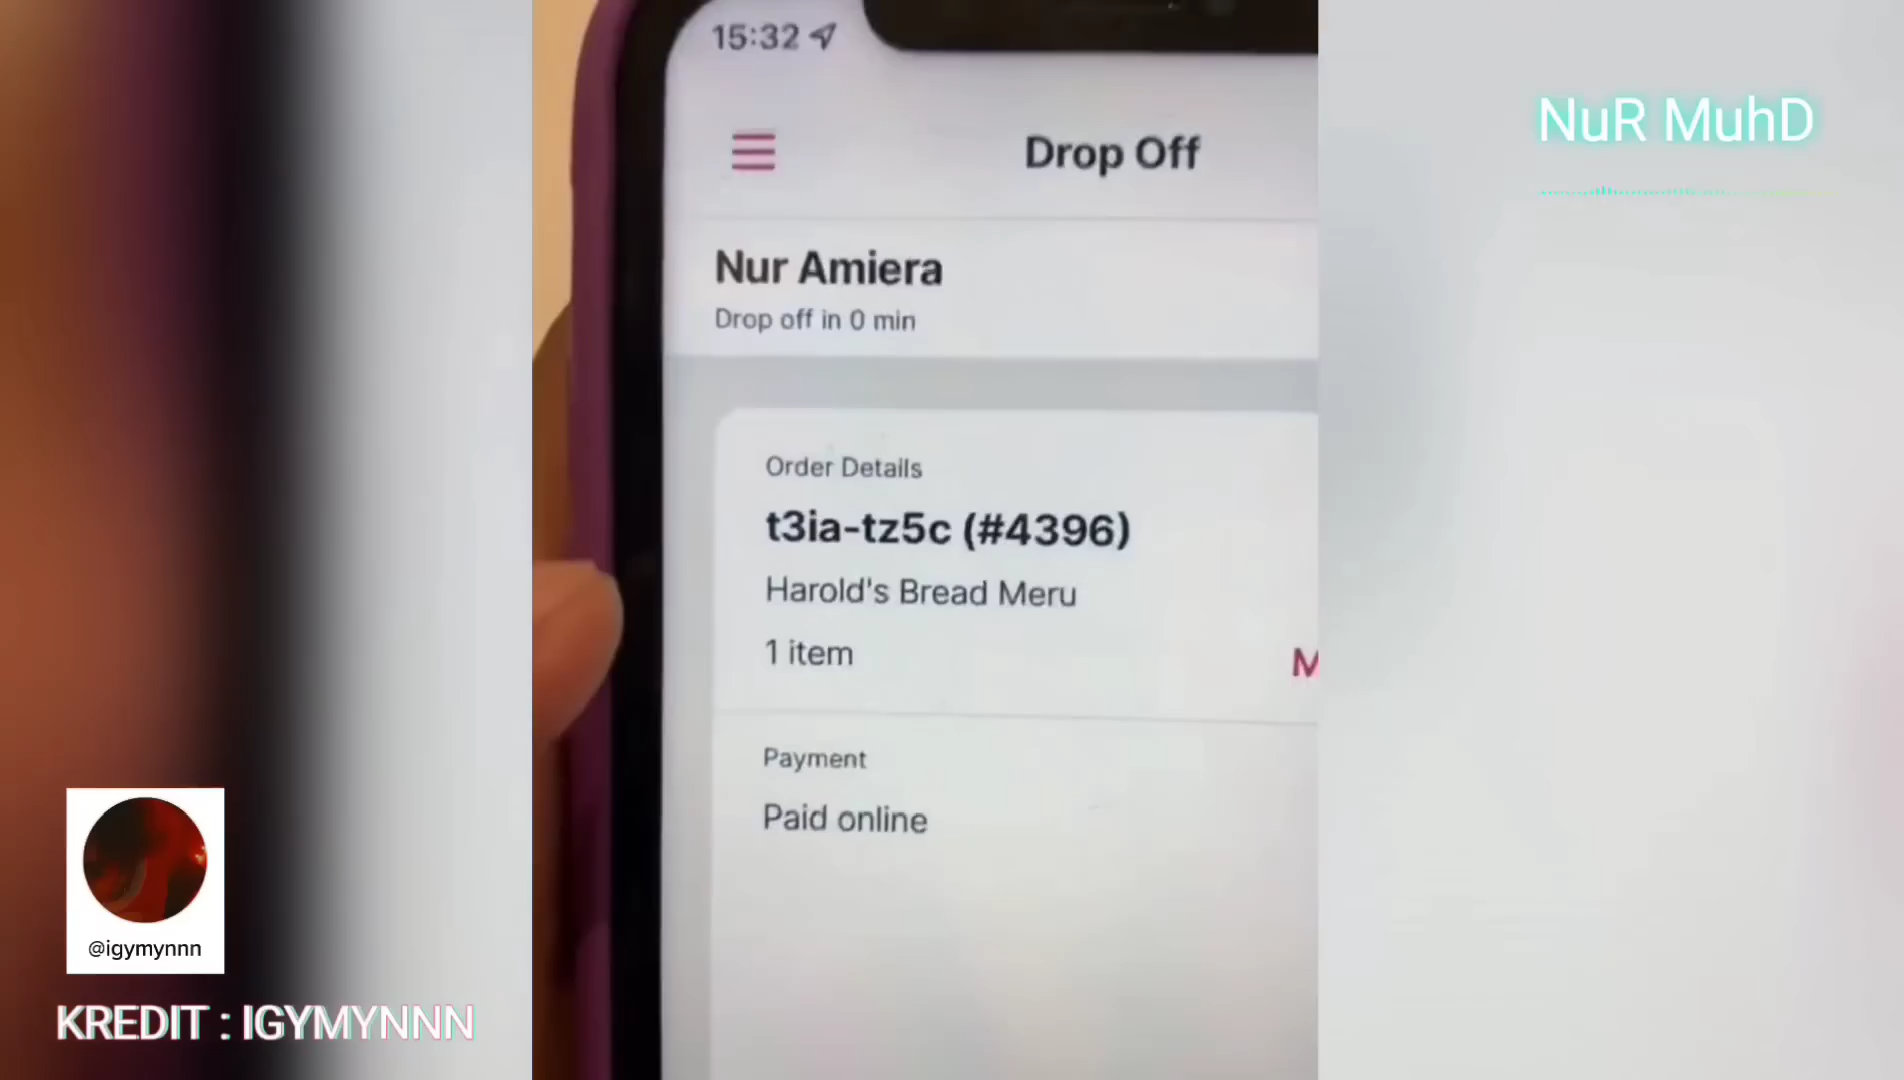 15:32
Drop Off
Nur Amiera
Drop off in 0 min
Order Details
t3ia-tz5c (#4396)
Harold's Bread Meru
1 item
M
Payment
Paid online
NuR MuhD
@igymynnn
KREDIT : IGYMYNNN